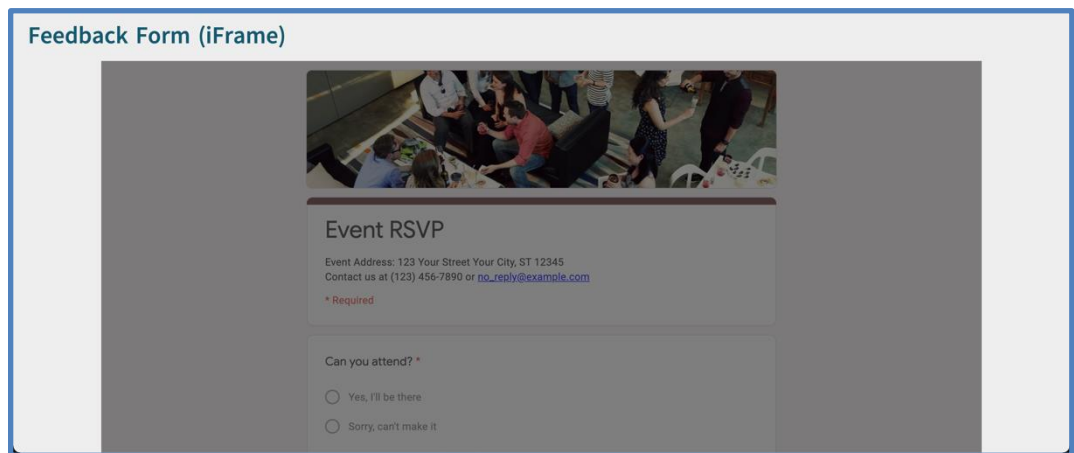 Feedback Form (iFrame)
Event RSVP
Event Address: 123 Your Street Your City, ST 12345
Contact us at (123) 456-7890 or no_reply@example.com
* Required
Can you attend? *
Yes, I'll be there
Sorry, can't make it